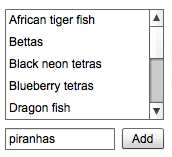 African tiger fish
Bettas
Black neon tetras
Blueberry tetras
Dragon fish
piranhas
Add